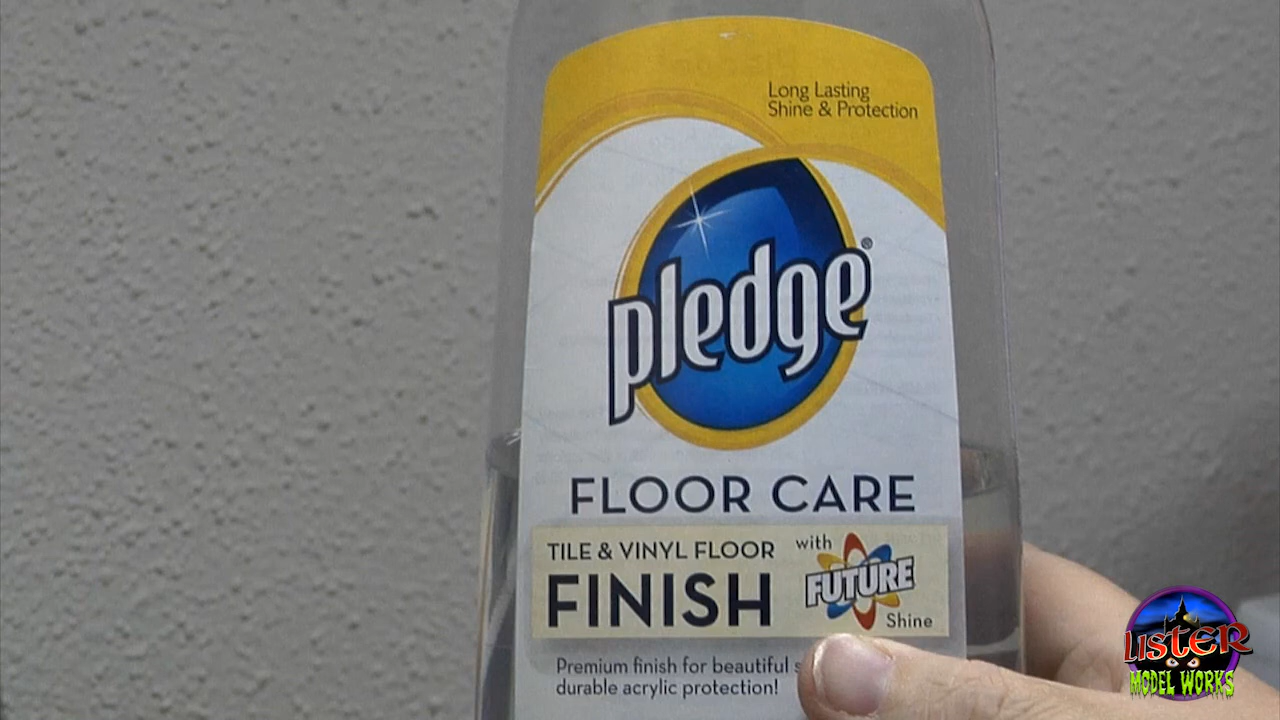 Long Lasting
Shine & Protection
pledge®
FLOOR CARE
TILE & VINYL FLOOR
FINISH
with
FUTURE
Shine
Premium finish for beautiful
durable acrylic protection!
LISTER
MODEL WORKS